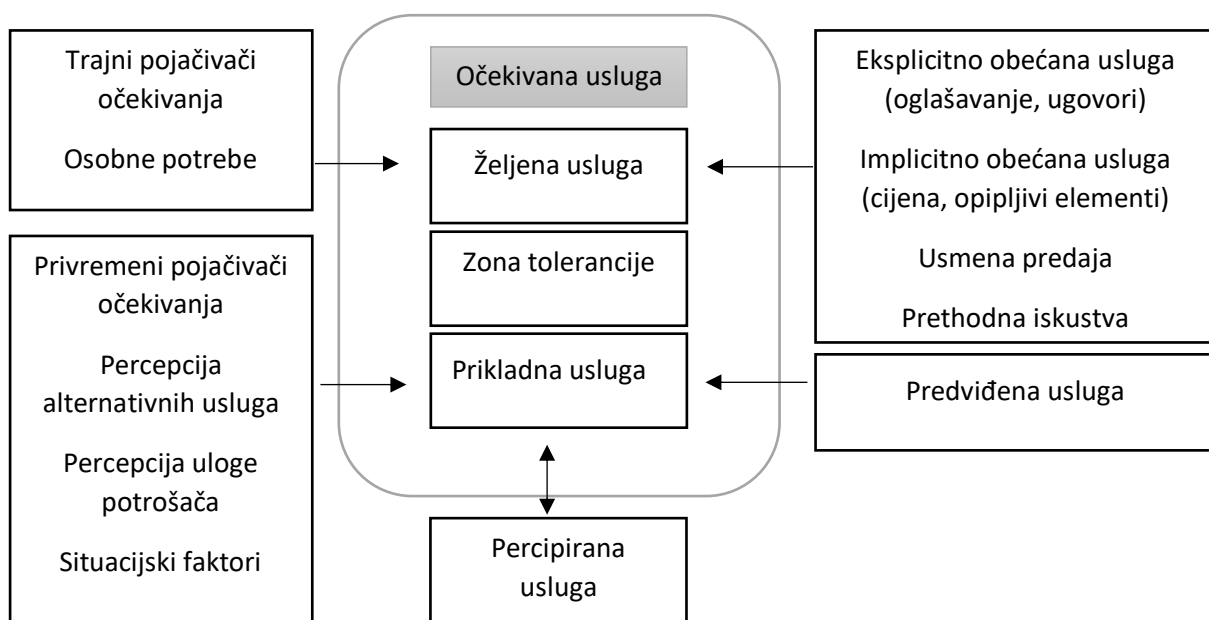 Trajni pojačivači
očekivanja
Osobne potrebe
Privremeni pojačivači
očekivanja
Percepcija
alternativnih usluga
Percepcija uloge
potrošača
Situacijski faktori
Očekivana usluga
Željena usluga
Zona tolerancije
Prikladna usluga
Percipirana
usluga
Eksplicitno obećana usluga
(oglašavanje, ugovori)
Implicitno obećana usluga
(cijena, opipljivi elementi)
Usmena predaja
Prethodna iskustva
Predviđena usluga